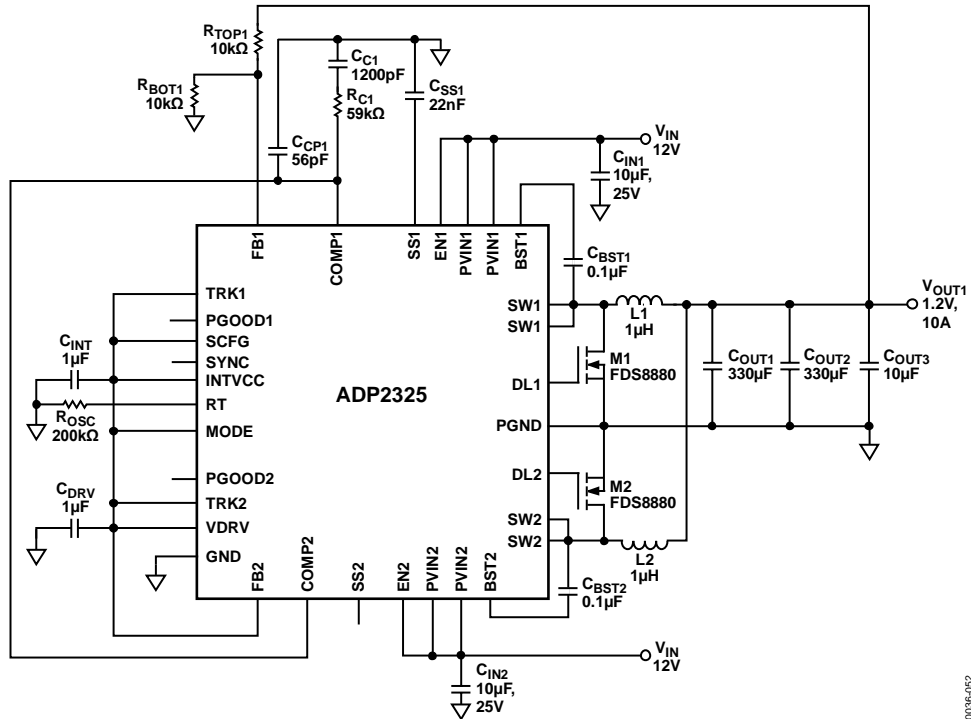 RTOP1
10kΩ
RBOT1
10kΩ
CC1
1200pF
RC1
59kΩ
CSS1
22nF
CCP1
56pF
VIN
12V
CIN1
10µF,
25V
FB1
COMP1
SS1
EN1
PVIN1
PVIN1
BST1
CBST1
0.1µF
TRK1
PGOOD1
SCFG
SYNC
INTVCC
RT
MODE
PGOOD2
TRK2
VDRV
GND
CINT
1µF
ROSC
200kΩ
CDRV
1µF
ADP2325
SW1
SW1
DL1
PGND
DL2
SW2
SW2
L1
1µH
M1
FDS8880
M2
FDS8880
L2
1µH
VOUT1
1.2V,
10A
COUT1
330µF
COUT2
330µF
COUT3
10µF
FB2
COMP2
SS2
EN2
PVIN2
PVIN2
BST2
CBST2
0.1µF
VIN
12V
CIN2
10µF,
25V